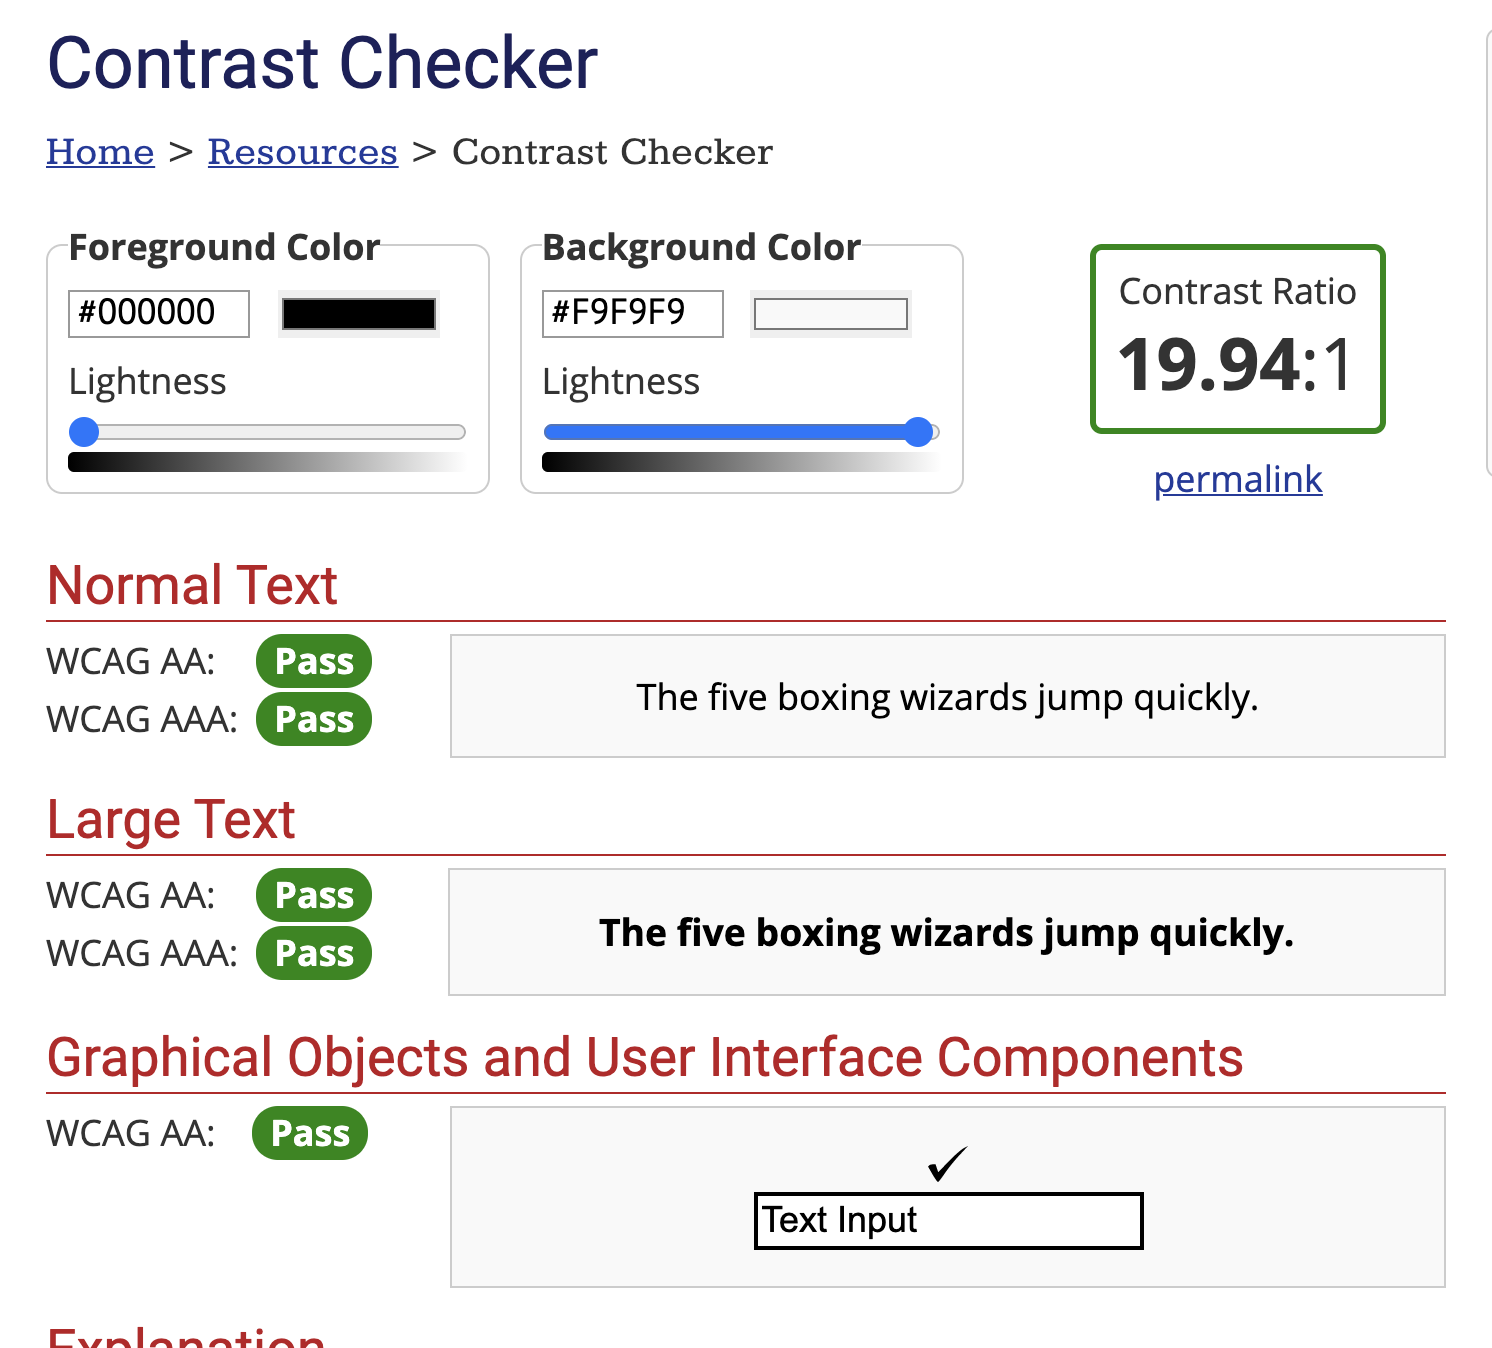 Contrast Checker
Home > Resources > Contrast Checker
Foreground Color
#000000
Lightness
Background Color
#F9F9F9
Lightness
Contrast Ratio
19.94:1
permalink
Normal Text
WCAG AA: Pass
WCAG AAA: Pass
The five boxing wizards jump quickly.
Large Text
WCAG AA: Pass
WCAG AAA: Pass
The five boxing wizards jump quickly.
Graphical Objects and User Interface Components
WCAG AA: Pass
✓
Text Input
Explanation